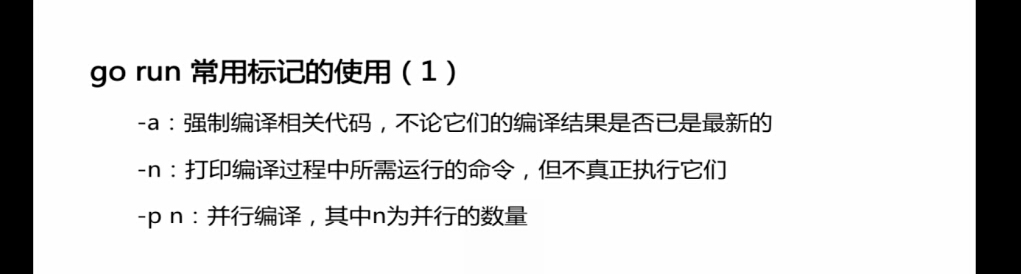 go run 常用标记的使用（1）
-a：强制编译相关代码，不论它们的编译结果是否已是最新的
-n：打印编译过程中所需运行的命令，但不真正执行它们
-p n：并行编译，其中n为并行的数量